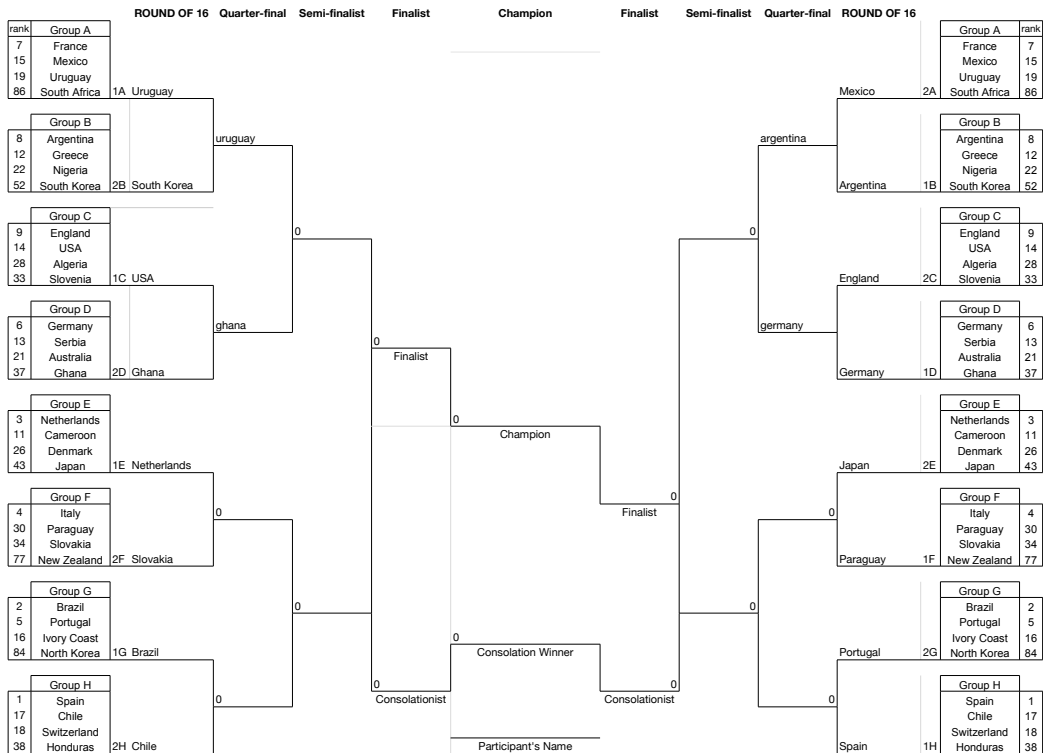 ROUND OF 16 Quarter-final Semi-finalist Finalist Champion Finalist Semi-finalist Quarter-final ROUND OF 16
rank Group A Group A rank
7 France France 7
15 Mexico Mexico 15
19 Uruguay Uruguay 19
86 South Africa 1A Uruguay Mexico 2A South Africa 86
Group B Group B
8 Argentina uruguay argentina Argentina 8
12 Greece Greece 12
22 Nigeria Nigeria 22
52 South Korea 2B South Korea Argentina 1B South Korea 52
Group C Group C
9 England 0 0 England 9
14 USA USA 14
28 Algeria Algeria 28
33 Slovenia 1C USA England 2C Slovenia 33
Group D Group D
6 Germany ghana germany Germany 6
13 Serbia Serbia 13
21 Australia 0 Australia 21
Finalist
37 Ghana 2D Ghana Germany 1D Ghana 37
Group E Group E
3 Netherlands 0 Netherlands 3
11 Cameroon Champion Cameroon 11
26 Denmark Denmark 26
43 Japan 1E Netherlands Japan 2E Japan 43
Group F 0 Group F
4 Italy 0 Finalist 0 Italy 4
30 Paraguay Paraguay 30
34 Slovakia Slovakia 34
77 New Zealand 2F Slovakia Paraguay 1F New Zealand 77
Group G Group G
2 Brazil 0 0 Brazil 2
5 Portugal Portugal 5
16 Ivory Coast 0 Ivory Coast 16
84 North Korea 1G Brazil Consolation Winner Portugal 2G North Korea 84
Group H 0 0 Group H
1 Spain 0 Consolationist Consolationist 0 Spain 1
17 Chile Chile 17
18 Switzerland Switzerland 18
38 Honduras 2H Chile Participant's Name Spain 1H Honduras 38